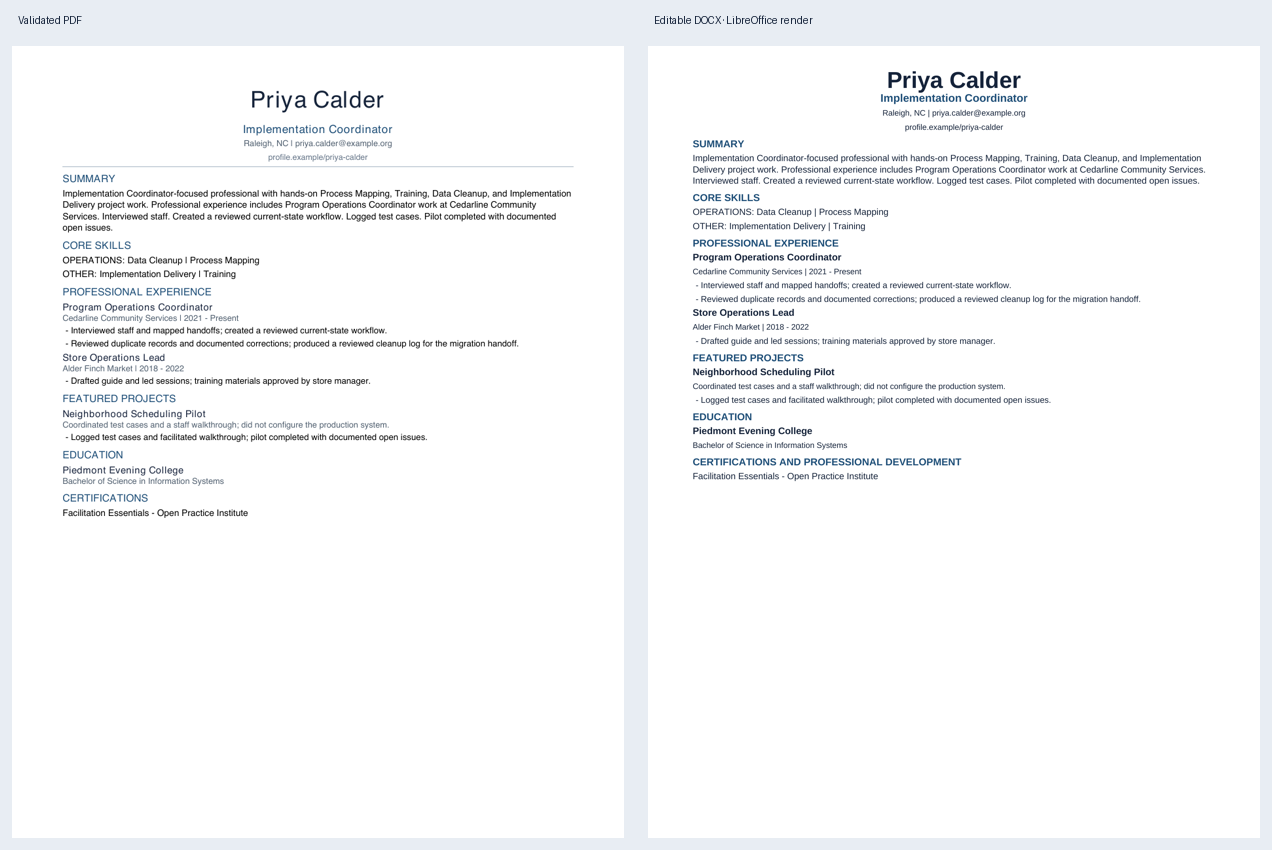 Validated PDF
Priya Calder
Implementation Coordinator
Raleigh, NC | priya.calder@example.org
profile.example/priya-calder
SUMMARY
Implementation Coordinator-focused professional with hands-on Process Mapping, Training, Data Cleanup, and Implementation
Delivery project work. Professional experience includes Program Operations Coordinator work at Cedarline Community
Services. Interviewed staff. Created a reviewed current-state workflow. Logged test cases. Pilot completed with documented
open issues.
CORE SKILLS
OPERATIONS: Data Cleanup | Process Mapping
OTHER: Implementation Delivery | Training
PROFESSIONAL EXPERIENCE
Program Operations Coordinator
Cedarline Community Services | 2021 - Present
- Interviewed staff and mapped handoffs; created a reviewed current-state workflow.
- Reviewed duplicate records and documented corrections; produced a reviewed cleanup log for the migration handoff.
Store Operations Lead
Alder Finch Market | 2018 - 2022
- Drafted guide and led sessions; training materials approved by store manager.
FEATURED PROJECTS
Neighborhood Scheduling Pilot
Coordinated test cases and a staff walkthrough; did not configure the production system.
- Logged test cases and facilitated walkthrough; pilot completed with documented open issues.
EDUCATION
Piedmont Evening College
Bachelor of Science in Information Systems
CERTIFICATIONS
Facilitation Essentials - Open Practice Institute
Editable DOCX · LibreOffice render
Priya Calder
Implementation Coordinator
Raleigh, NC | priya.calder@example.org
profile.example/priya-calder
SUMMARY
Implementation Coordinator-focused professional with hands-on Process Mapping, Training, Data Cleanup, and Implementation
Delivery project work. Professional experience includes Program Operations Coordinator work at Cedarline Community Services.
Interviewed staff. Created a reviewed current-state workflow. Logged test cases. Pilot completed with documented open issues.
CORE SKILLS
OPERATIONS: Data Cleanup | Process Mapping
OTHER: Implementation Delivery | Training
PROFESSIONAL EXPERIENCE
Program Operations Coordinator
Cedarline Community Services | 2021 - Present
- Interviewed staff and mapped handoffs; created a reviewed current-state workflow.
- Reviewed duplicate records and documented corrections; produced a reviewed cleanup log for the migration handoff.
Store Operations Lead
Alder Finch Market | 2018 - 2022
- Drafted guide and led sessions; training materials approved by store manager.
FEATURED PROJECTS
Neighborhood Scheduling Pilot
Coordinated test cases and a staff walkthrough; did not configure the production system.
- Logged test cases and facilitated walkthrough; pilot completed with documented open issues.
EDUCATION
Piedmont Evening College
Bachelor of Science in Information Systems
CERTIFICATIONS AND PROFESSIONAL DEVELOPMENT
Facilitation Essentials - Open Practice Institute